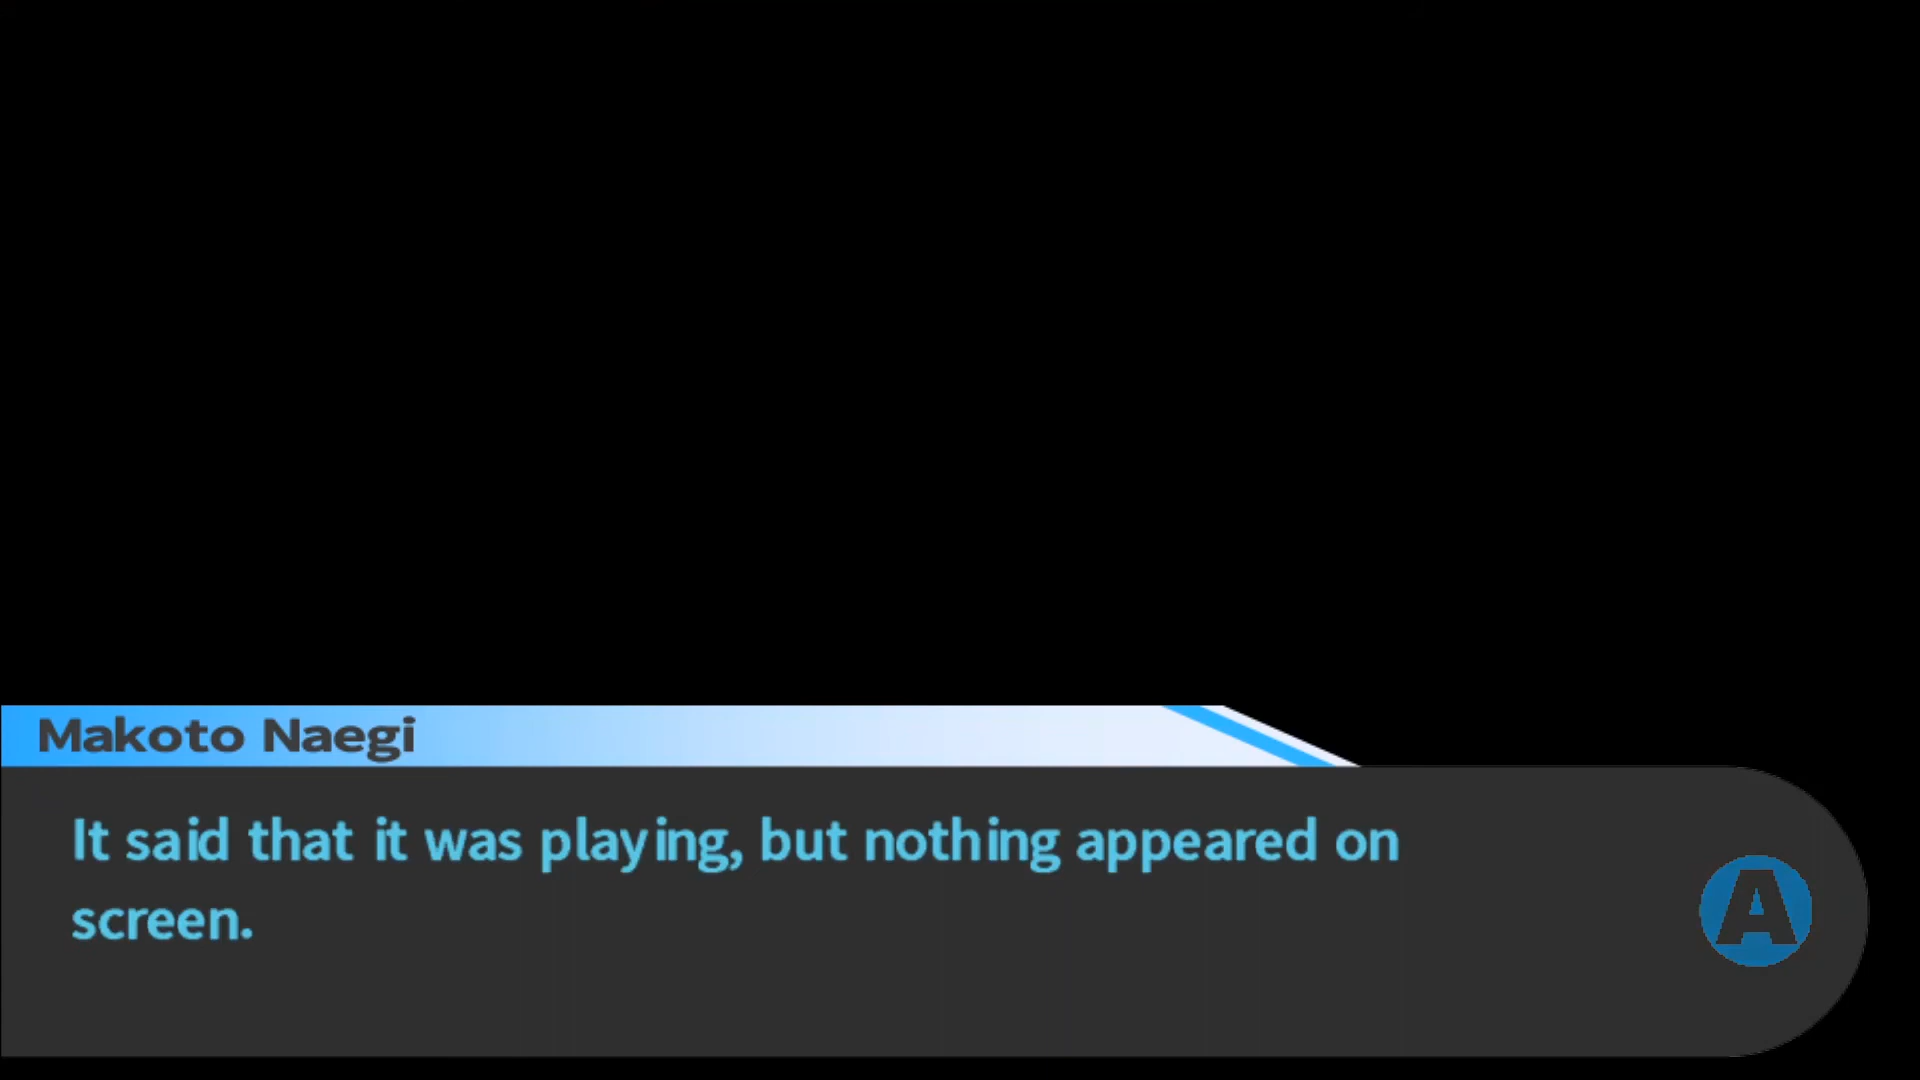 Makoto Naegi
It said that it was playing, but nothing appeared on
screen.
A